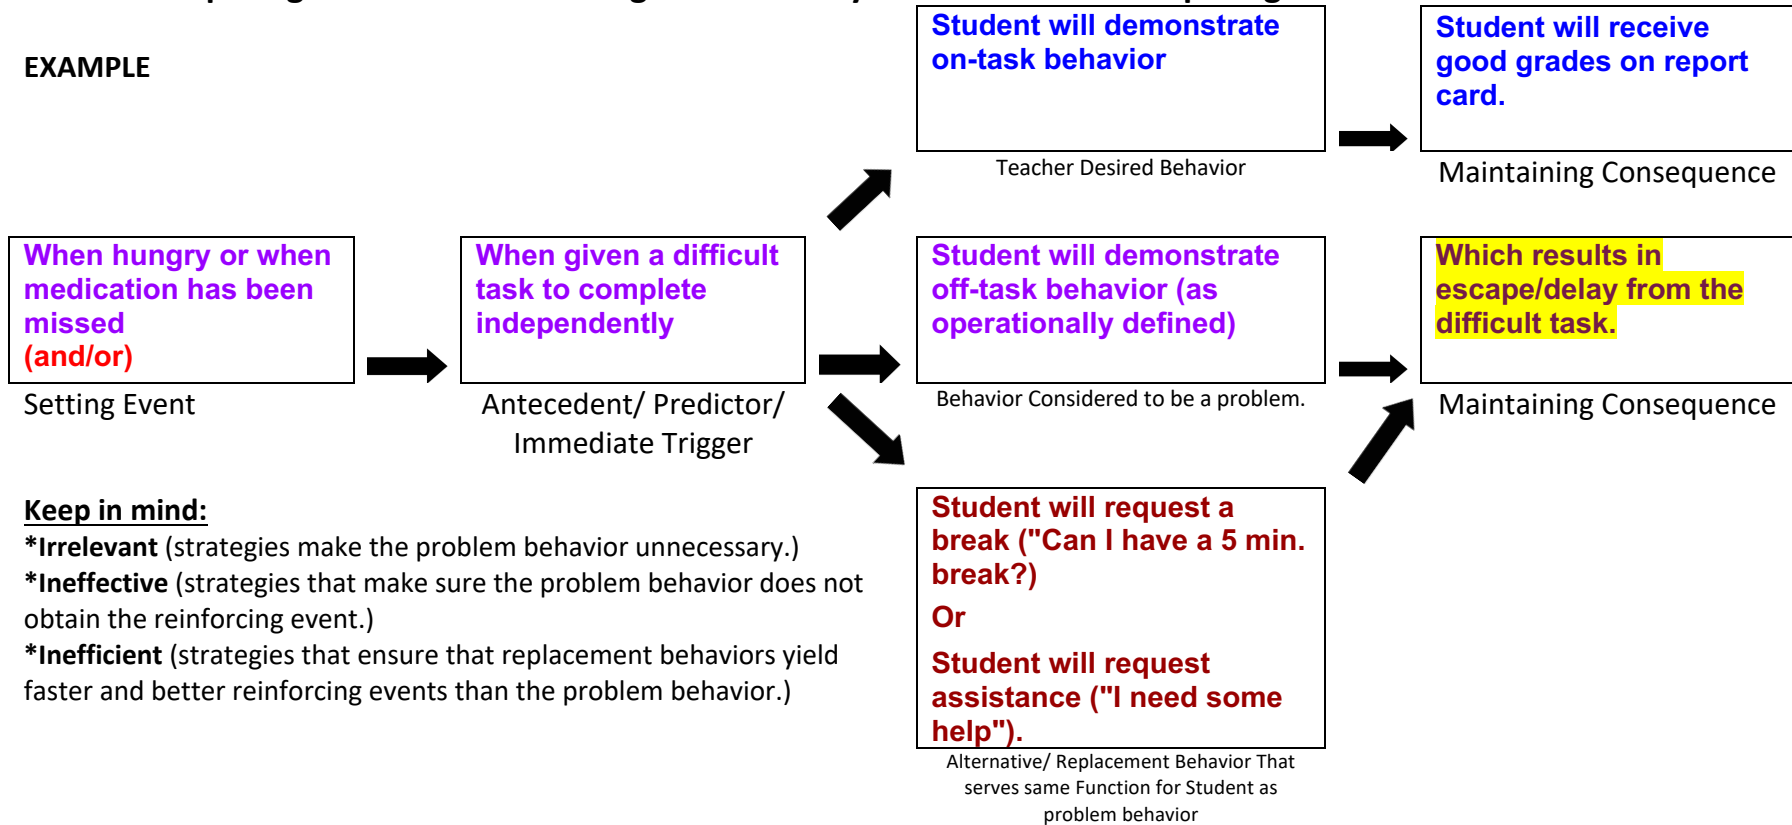 EXAMPLE
Student will demonstrate
on-task behavior
Teacher Desired Behavior
Student will receive
good grades on report
card.
Maintaining Consequence
When hungry or when
medication has been
missed
(and/or)
Setting Event
When given a difficult
task to complete
independently
Antecedent/ Predictor/
Immediate Trigger
Student will demonstrate
off-task behavior (as
operationally defined)
Behavior Considered to be a problem.
Which results in
escape/delay from the
difficult task.
Maintaining Consequence
Keep in mind:
*Irrelevant (strategies make the problem behavior unnecessary.)
*Ineffective (strategies that make sure the problem behavior does not
obtain the reinforcing event.)
*Inefficient (strategies that ensure that replacement behaviors yield
faster and better reinforcing events than the problem behavior.)
Student will request a
break ("Can I have a 5 min.
break?)
Or
Student will request
assistance ("I need some
help").
Alternative/ Replacement Behavior That
serves same Function for Student as
problem behavior